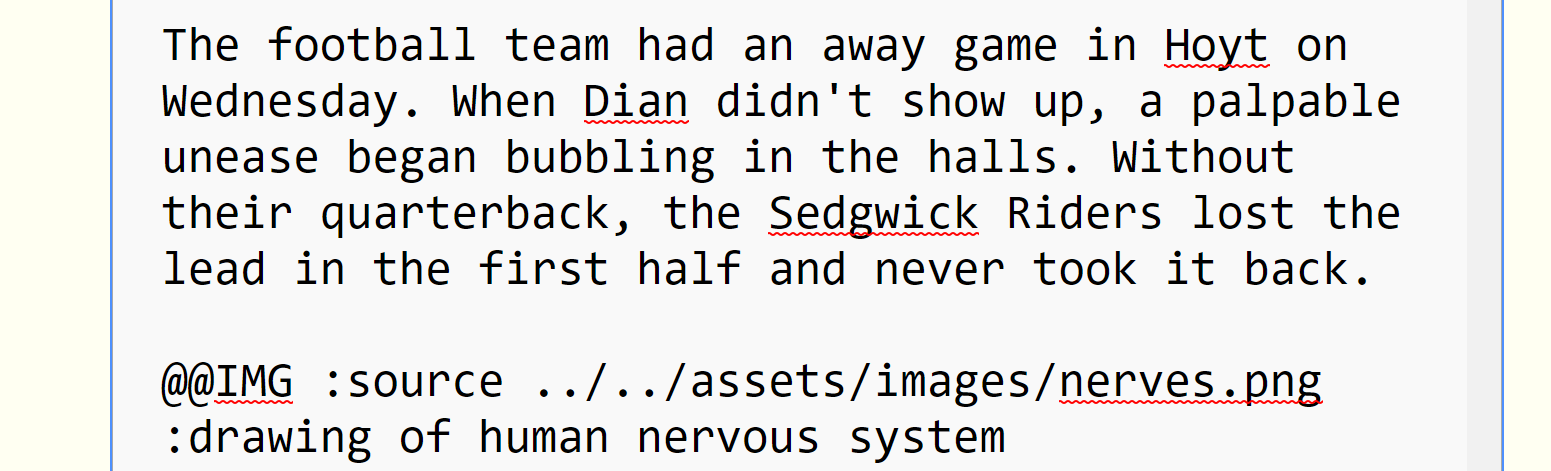 The football team had an away game in Hoyt on
Wednesday. When Dian didn't show up, a palpable
unease began bubbling in the halls. Without
their quarterback, the Sedgwick Riders lost the
lead in the first half and never took it back.

@@IMG :source ../../assets/images/nerves.png
:drawing of human nervous system